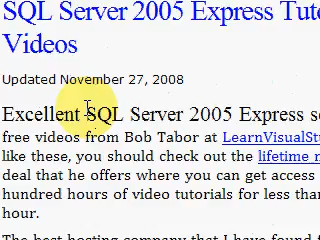 SQL Server 2005 Express Tut
Videos
Updated November 27, 2008
Excellent SQL Server 2005 Express s
free videos from Bob Tabor at LearnVisualSt
like these, you should check out the lifetime
deal that he offers where you can get access
hundred hours of video tutorials for less than
hour.
The best hosting company that I have found